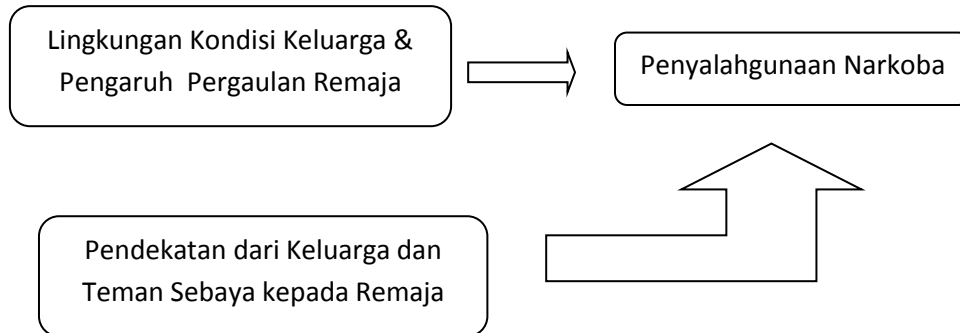 Lingkungan Kondisi Keluarga &
Pengaruh Pergaulan Remaja
Penyalahgunaan Narkoba
Pendekatan dari Keluarga dan
Teman Sebaya kepada Remaja